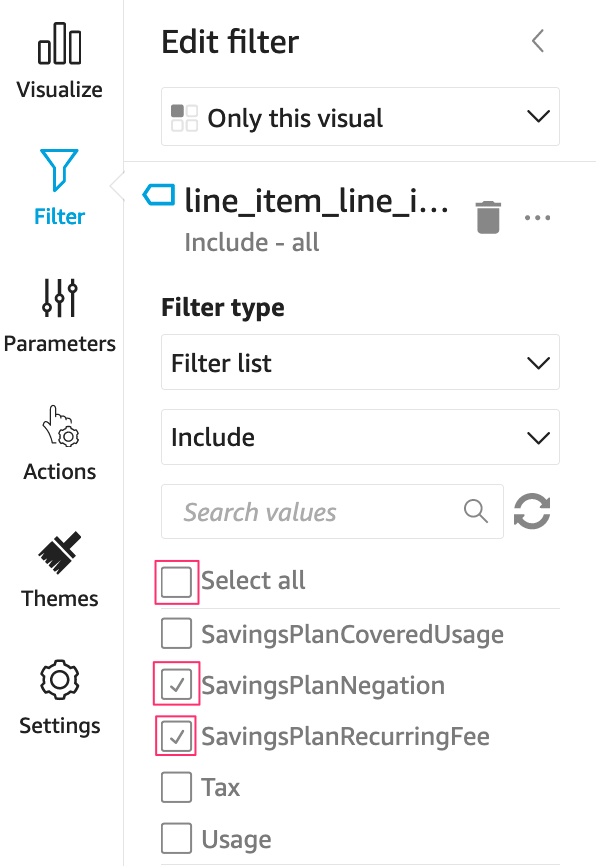 Visualize
Filter
Parameters
Actions
Themes
Settings
Edit filter
Only this visual
line_item_line_i...
Include - all
Filter type
Filter list
Include
Search values
Select all
SavingsPlanCoveredUsage
SavingsPlanNegation
SavingsPlanRecurringFee
Tax
Usage